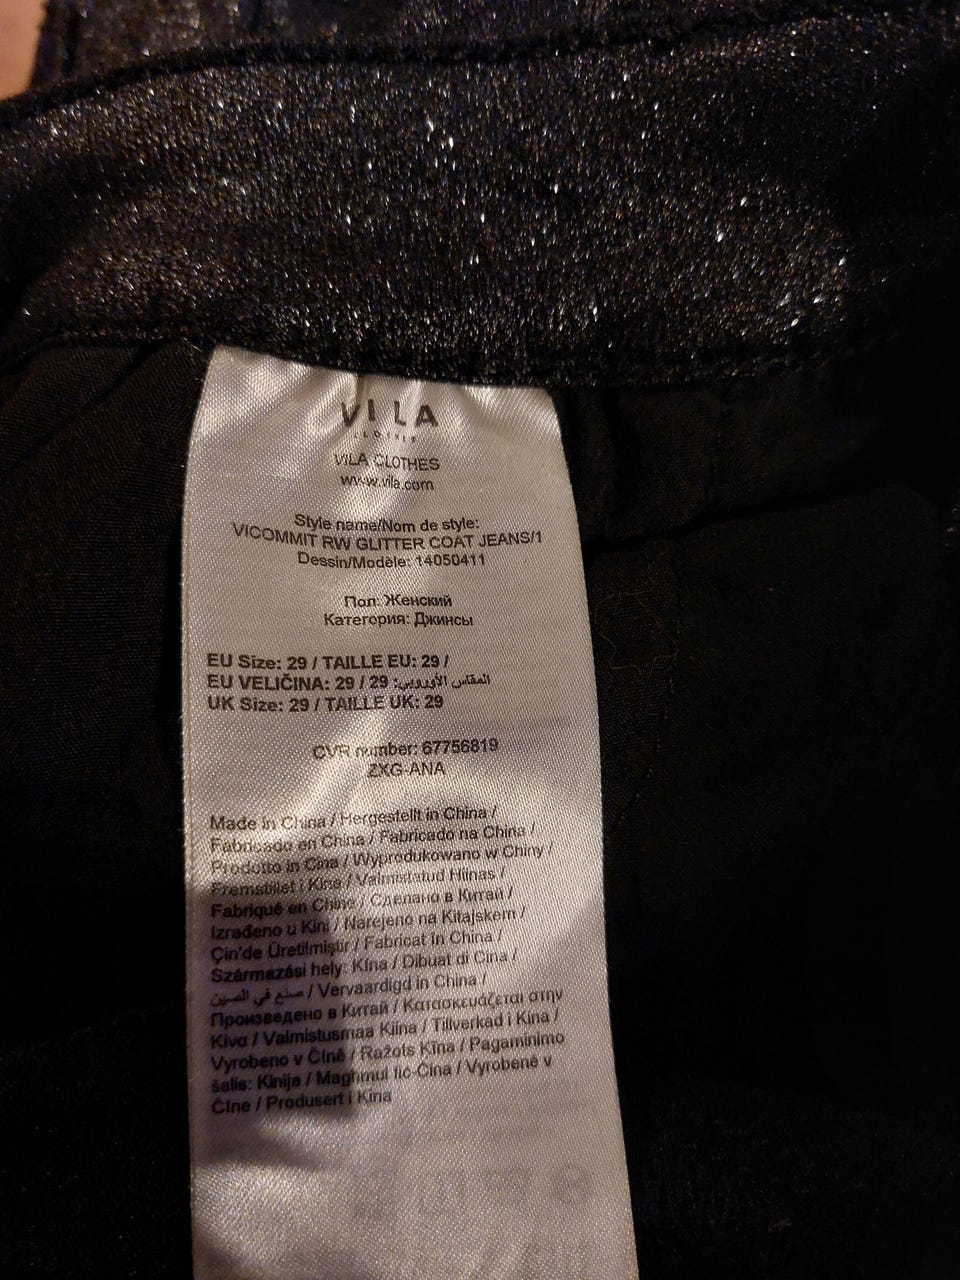 VILA
CLOTHES
VILA CLOTHES
www.vila.com
Style name/Nom de style:
VICOMMIT RW GLITTER COAT JEANS/1
Dessin/Modèle: 14050411
Пол: Женский
Категория: Джинсы
EU Size: 29 / TAILLE EU: 29 /
EU VELIČINA: 29 / 29 :المقاس الأوروبي
UK Size: 29 / TAILLE UK: 29
CVR number: 67756819
ZXG-ANA
Made in China / Hergestellt in China /
Fabricado en China / Fabricado na China /
Prodotto in Cina / Wyprodukowano w Chiny /
Fremstillet i Kina / Valmistatud Hiinas /
Fabriqué en Chine / Сделано в Китай /
Izrađeno u Kini / Narejeno na Kitajskem /
Çin'de Üretilmiştir / Fabricat în China /
Származási hely: Kína / Dibuat di Cina /
صنع في الصين / Vervaardigd in China /
Произведено в Китай / Κατασκευάζεται στην
Κίνα / Valmistusmaa Kiina / Tillverkad i Kina /
Vyrobeno v Číně / Ražots Ķīna / Pagaminimo
šalis: Kinija / Magħmul fiċ-Ċina / Vyrobené v
Číne / Produsert i Kina